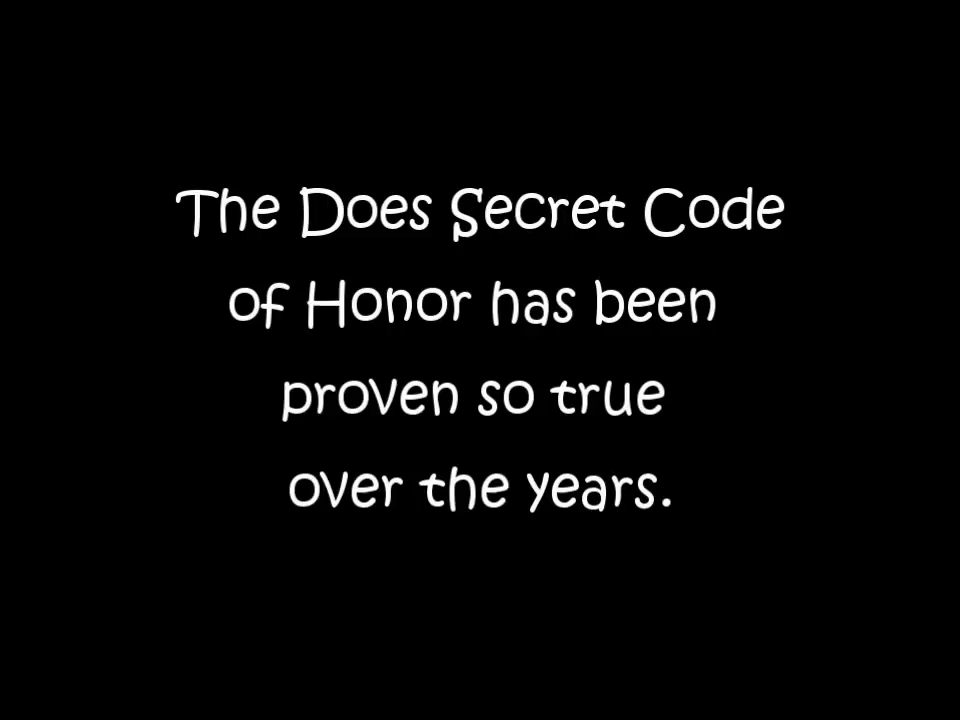 The Does Secret Code
of Honor has been
proven so true
over the years.